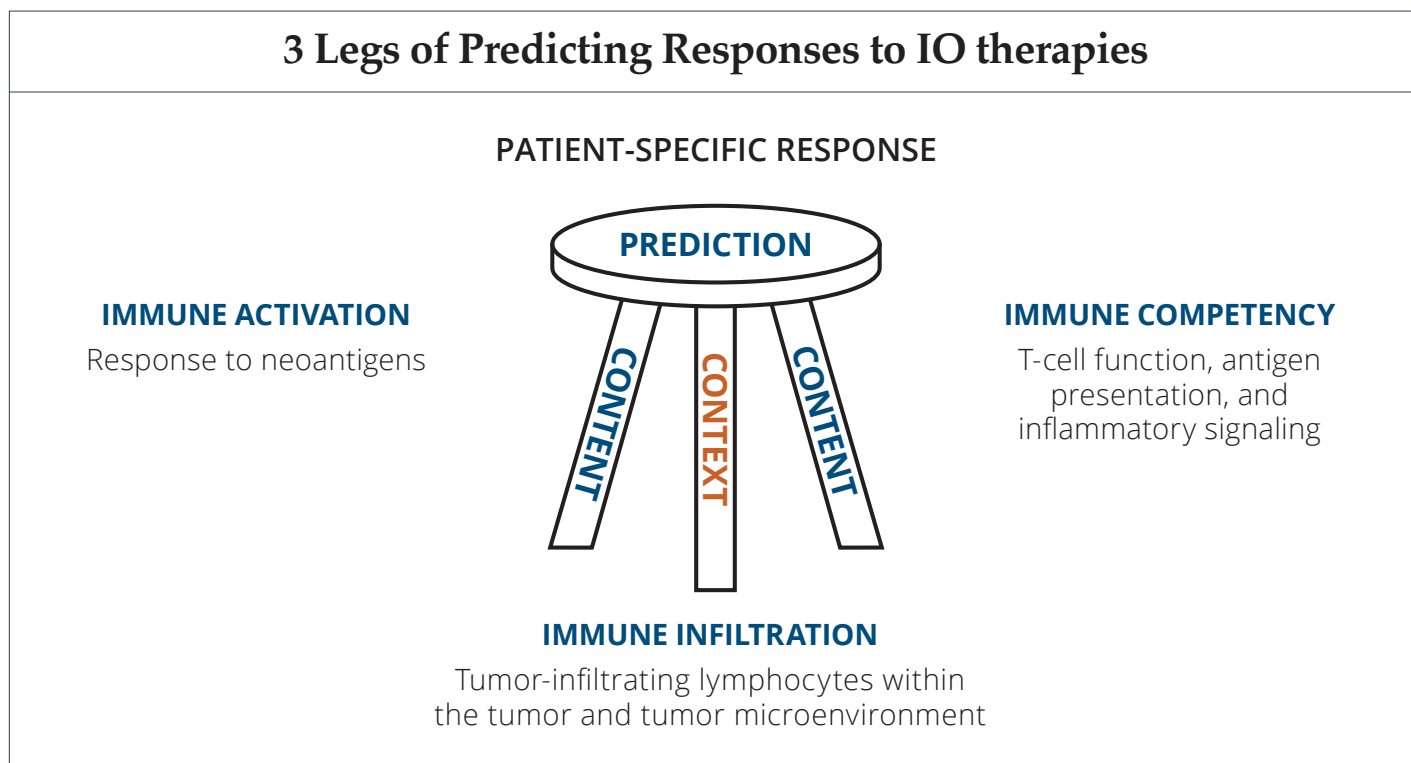 3 Legs of Predicting Responses to IO therapies
PATIENT-SPECIFIC RESPONSE
PREDICTION
IMMUNE ACTIVATION
Response to neoantigens
CONTENT
CONTEXT
CONTENT
IMMUNE COMPETENCY
T-cell function, antigen
presentation, and
inflammatory signaling
IMMUNE INFILTRATION
Tumor-infiltrating lymphocytes within
the tumor and tumor microenvironment